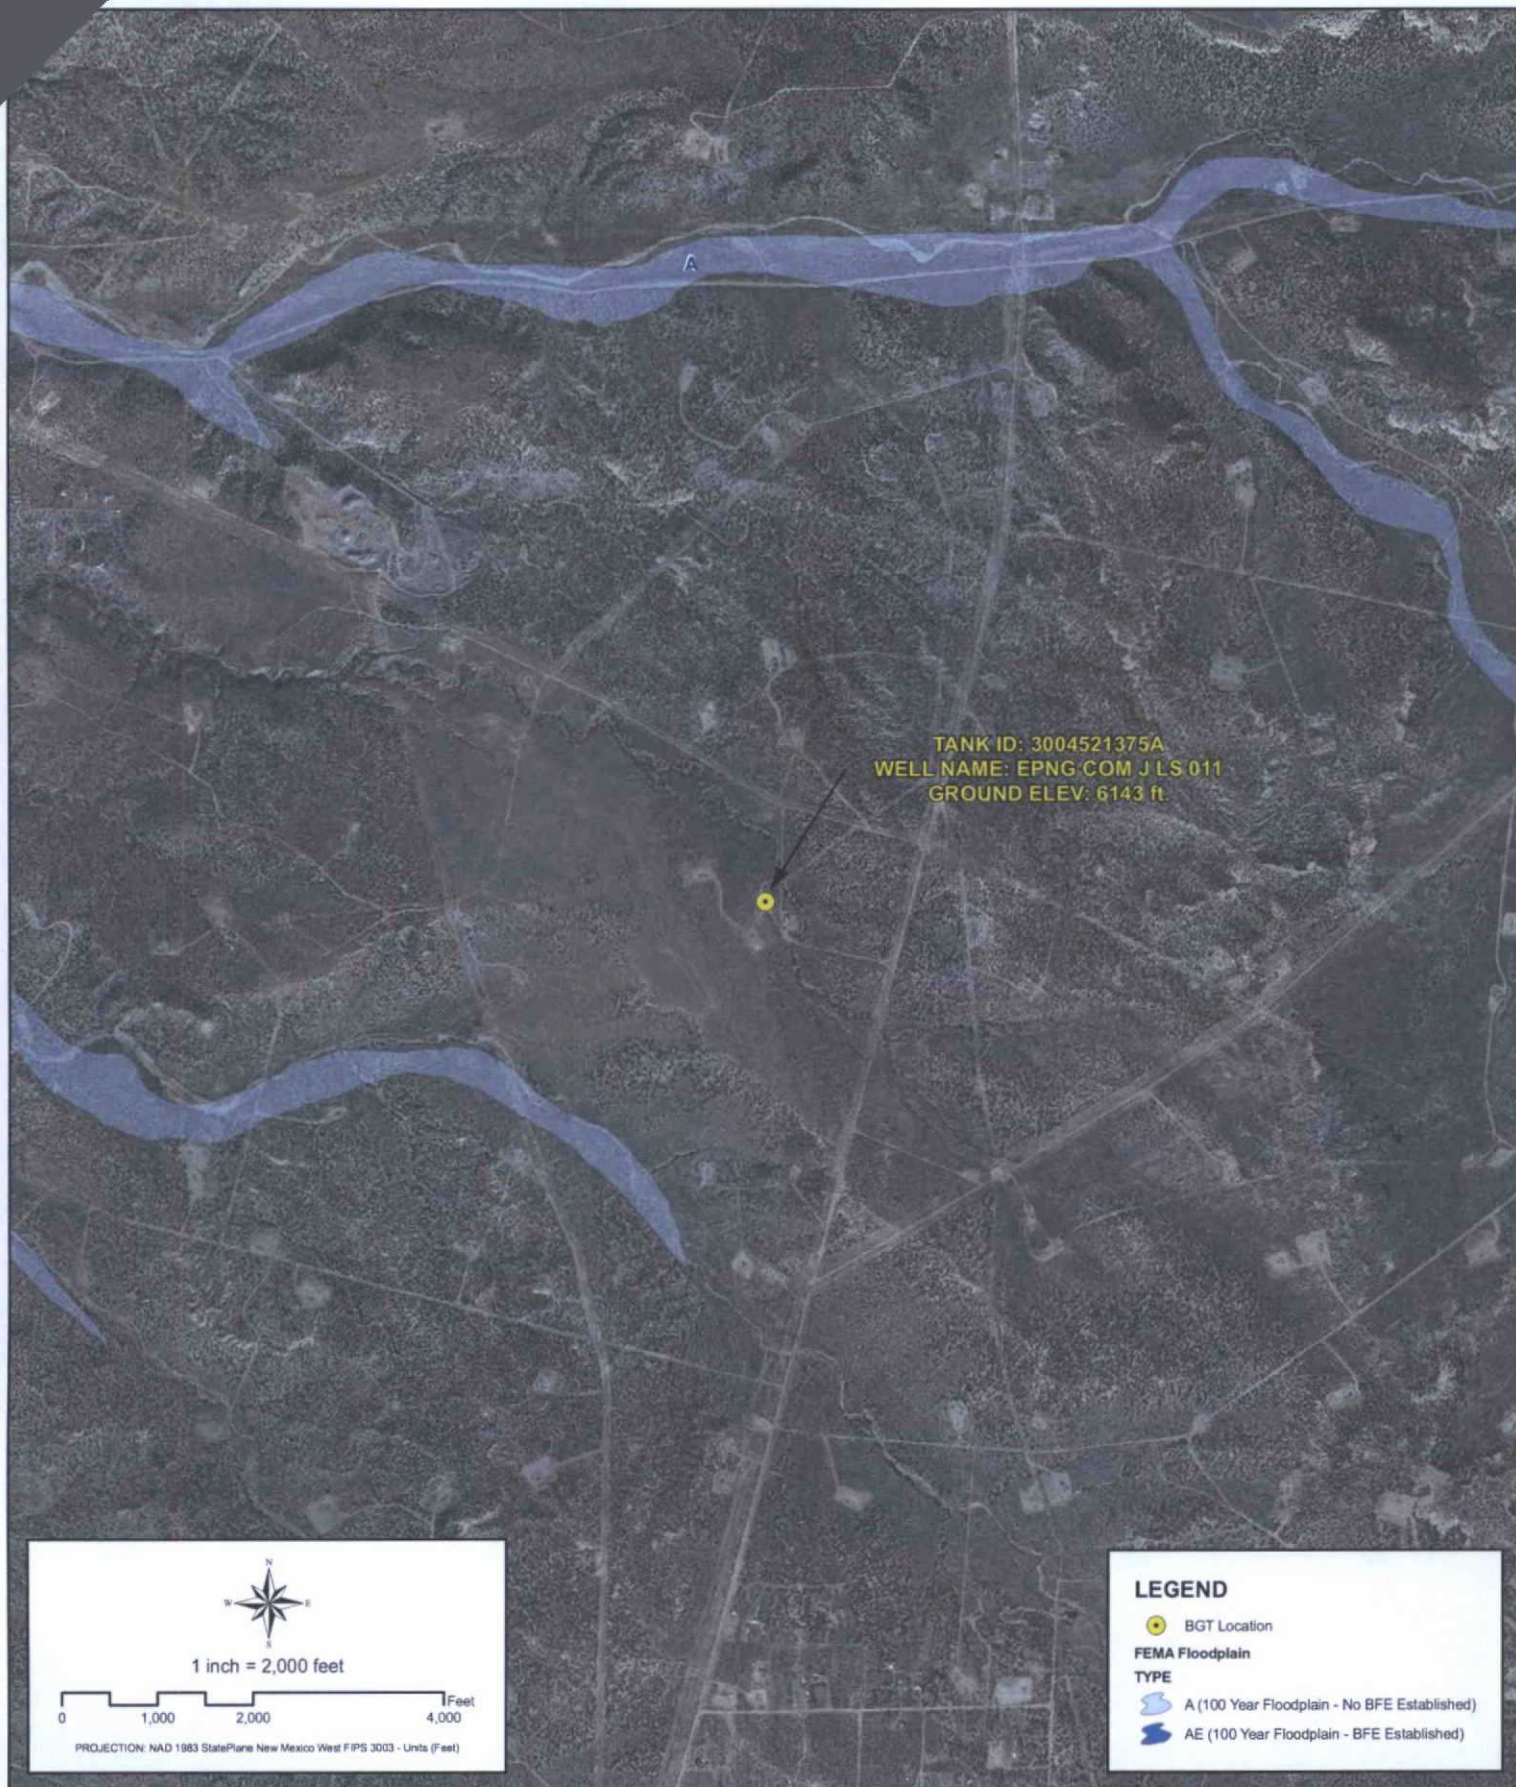 A
TANK ID: 3004521375A
WELL NAME: EPNG COM J LS 011
GROUND ELEV: 6143 ft.
N
W E
S
1 inch = 2,000 feet
Feet
0 1,000 2,000 4,000
PROJECTION: NAD 1983 StatePlane New Mexico West FIPS 3003 - Units (Feet)
LEGEND
BGT Location
FEMA Floodplain
TYPE
A (100 Year Floodplain - No BFE Established)
AE (100 Year Floodplain - BFE Established)